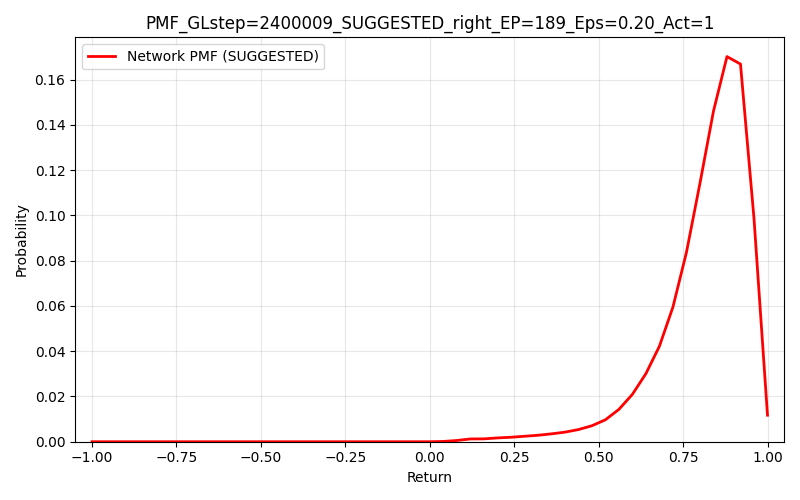 PMF_GLstep=2400009_SUGGESTED_right_EP=189_Eps=0.20_Act=1
Network PMF (SUGGESTED)
Probability
0.16
0.14
0.12
0.10
0.08
0.06
0.04
0.02
0.00
−1.00 −0.75 −0.50 −0.25 0.00 0.25 0.50 0.75 1.00
Return